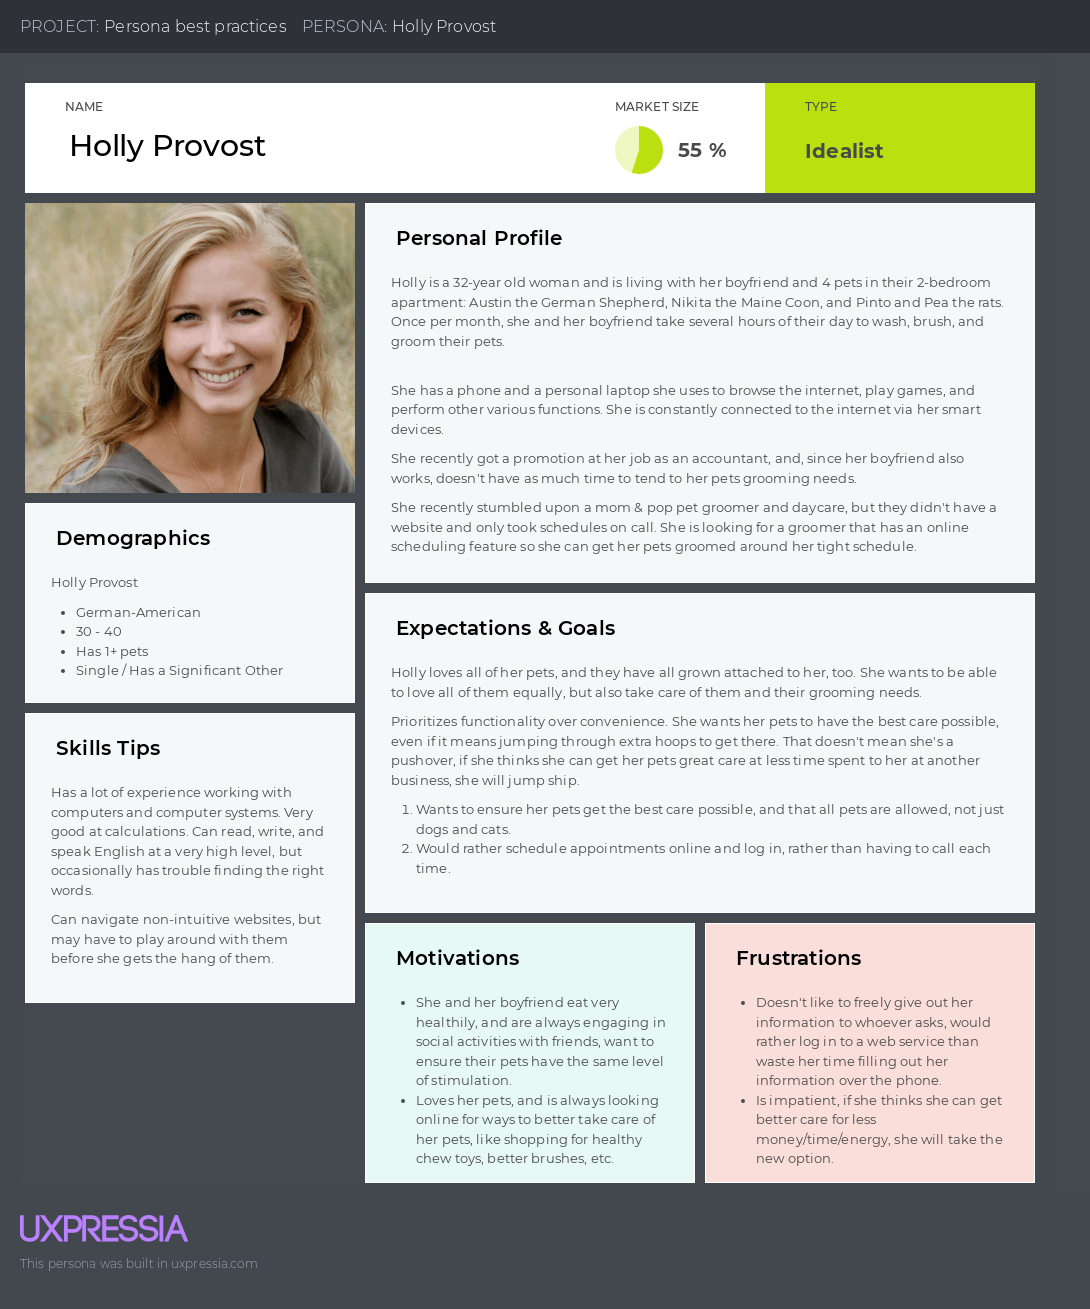 PROJECT: Persona best practices PERSONA: Holly Provost
NAME
Holly Provost
MARKET SIZE
55 %
TYPE
Idealist
Personal Profile
Holly is a 32-year old woman and is living with her boyfriend and 4 pets in their 2-bedroom
apartment: Austin the German Shepherd, Nikita the Maine Coon, and Pinto and Pea the rats.
Once per month, she and her boyfriend take several hours of their day to wash, brush, and
groom their pets.
She has a phone and a personal laptop she uses to browse the internet, play games, and
perform other various functions. She is constantly connected to the internet via her smart
devices.
She recently got a promotion at her job as an accountant, and, since her boyfriend also
works, doesn't have as much time to tend to her pets grooming needs.
She recently stumbled upon a mom & pop pet groomer and daycare, but they didn't have a
website and only took schedules on call. She is looking for a groomer that has an online
scheduling feature so she can get her pets groomed around her tight schedule.
Demographics
Holly Provost
• German-American
• 30 - 40
• Has 1+ pets
• Single / Has a Significant Other
Skills Tips
Has a lot of experience working with
computers and computer systems. Very
good at calculations. Can read, write, and
speak English at a very high level, but
occasionally has trouble finding the right
words.
Can navigate non-intuitive websites, but
may have to play around with them
before she gets the hang of them.
Expectations & Goals
Holly loves all of her pets, and they have all grown attached to her, too. She wants to be able
to love all of them equally, but also take care of them and their grooming needs.
Prioritizes functionality over convenience. She wants her pets to have the best care possible,
even if it means jumping through extra hoops to get there. That doesn't mean she's a
pushover, if she thinks she can get her pets great care at less time spent to her at another
business, she will jump ship.
1. Wants to ensure her pets get the best care possible, and that all pets are allowed, not just
dogs and cats.
2. Would rather schedule appointments online and log in, rather than having to call each
time.
Motivations
• She and her boyfriend eat very
healthily, and are always engaging in
social activities with friends, want to
ensure their pets have the same level
of stimulation.
• Loves her pets, and is always looking
online for ways to better take care of
her pets, like shopping for healthy
chew toys, better brushes, etc.
Frustrations
• Doesn't like to freely give out her
information to whoever asks, would
rather log in to a web service than
waste her time filling out her
information over the phone.
• Is impatient, if she thinks she can get
better care for less
money/time/energy, she will take the
new option.
UXPRESSIA
This persona was built in uxpressia.com